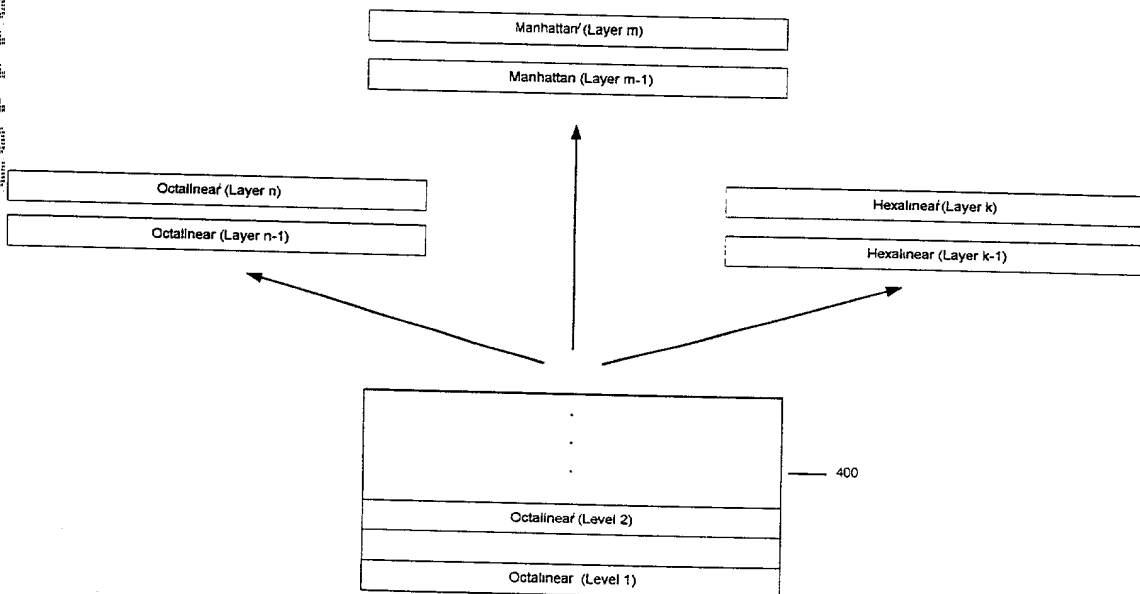 Manhattan' (Layer m)
Manhattan (Layer m-1)
Octalinear' (Layer n)
Octalinear (Layer n-1)
Hexalinear' (Layer k)
Hexalinear (Layer k-1)
400
Octalinear' (Level 2)
Octalinear (Level 1)